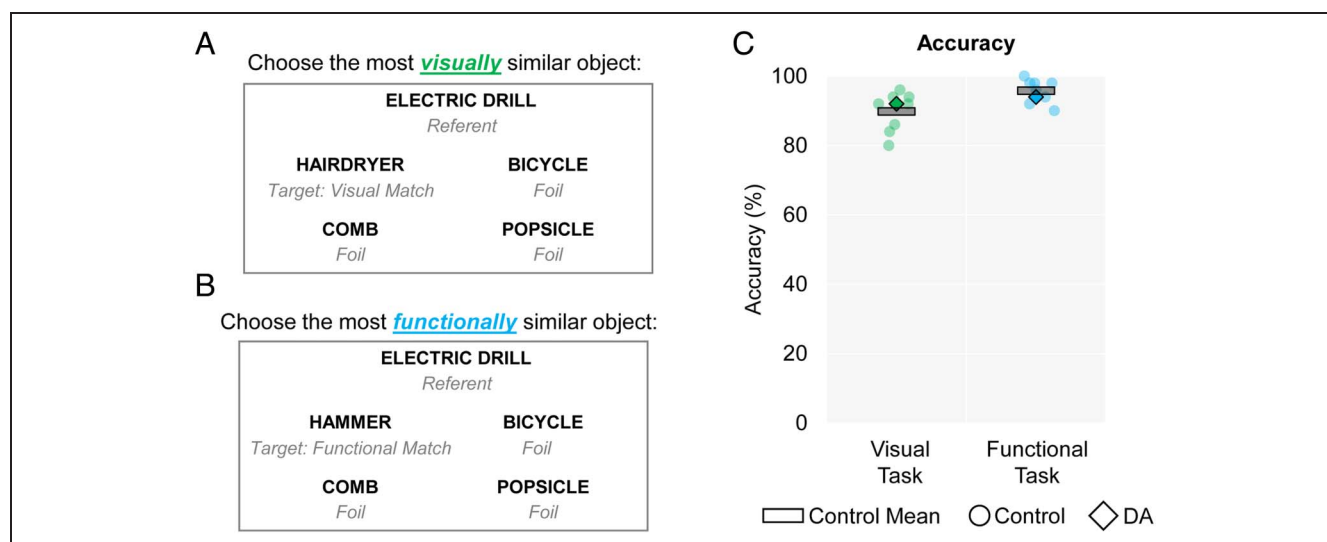 A
Choose the most visually similar object:
ELECTRIC DRILL
Referent
HAIRDRYER BICYCLE
Target: Visual Match Foil
COMB POPSICLE
Foil Foil
B
Choose the most functionally similar object:
ELECTRIC DRILL
Referent
HAMMER BICYCLE
Target: Functional Match Foil
COMB POPSICLE
Foil Foil
C
Accuracy
Accuracy (%)
100
80
60
40
20
0
Visual Functional
Task Task
Control Mean Control DA